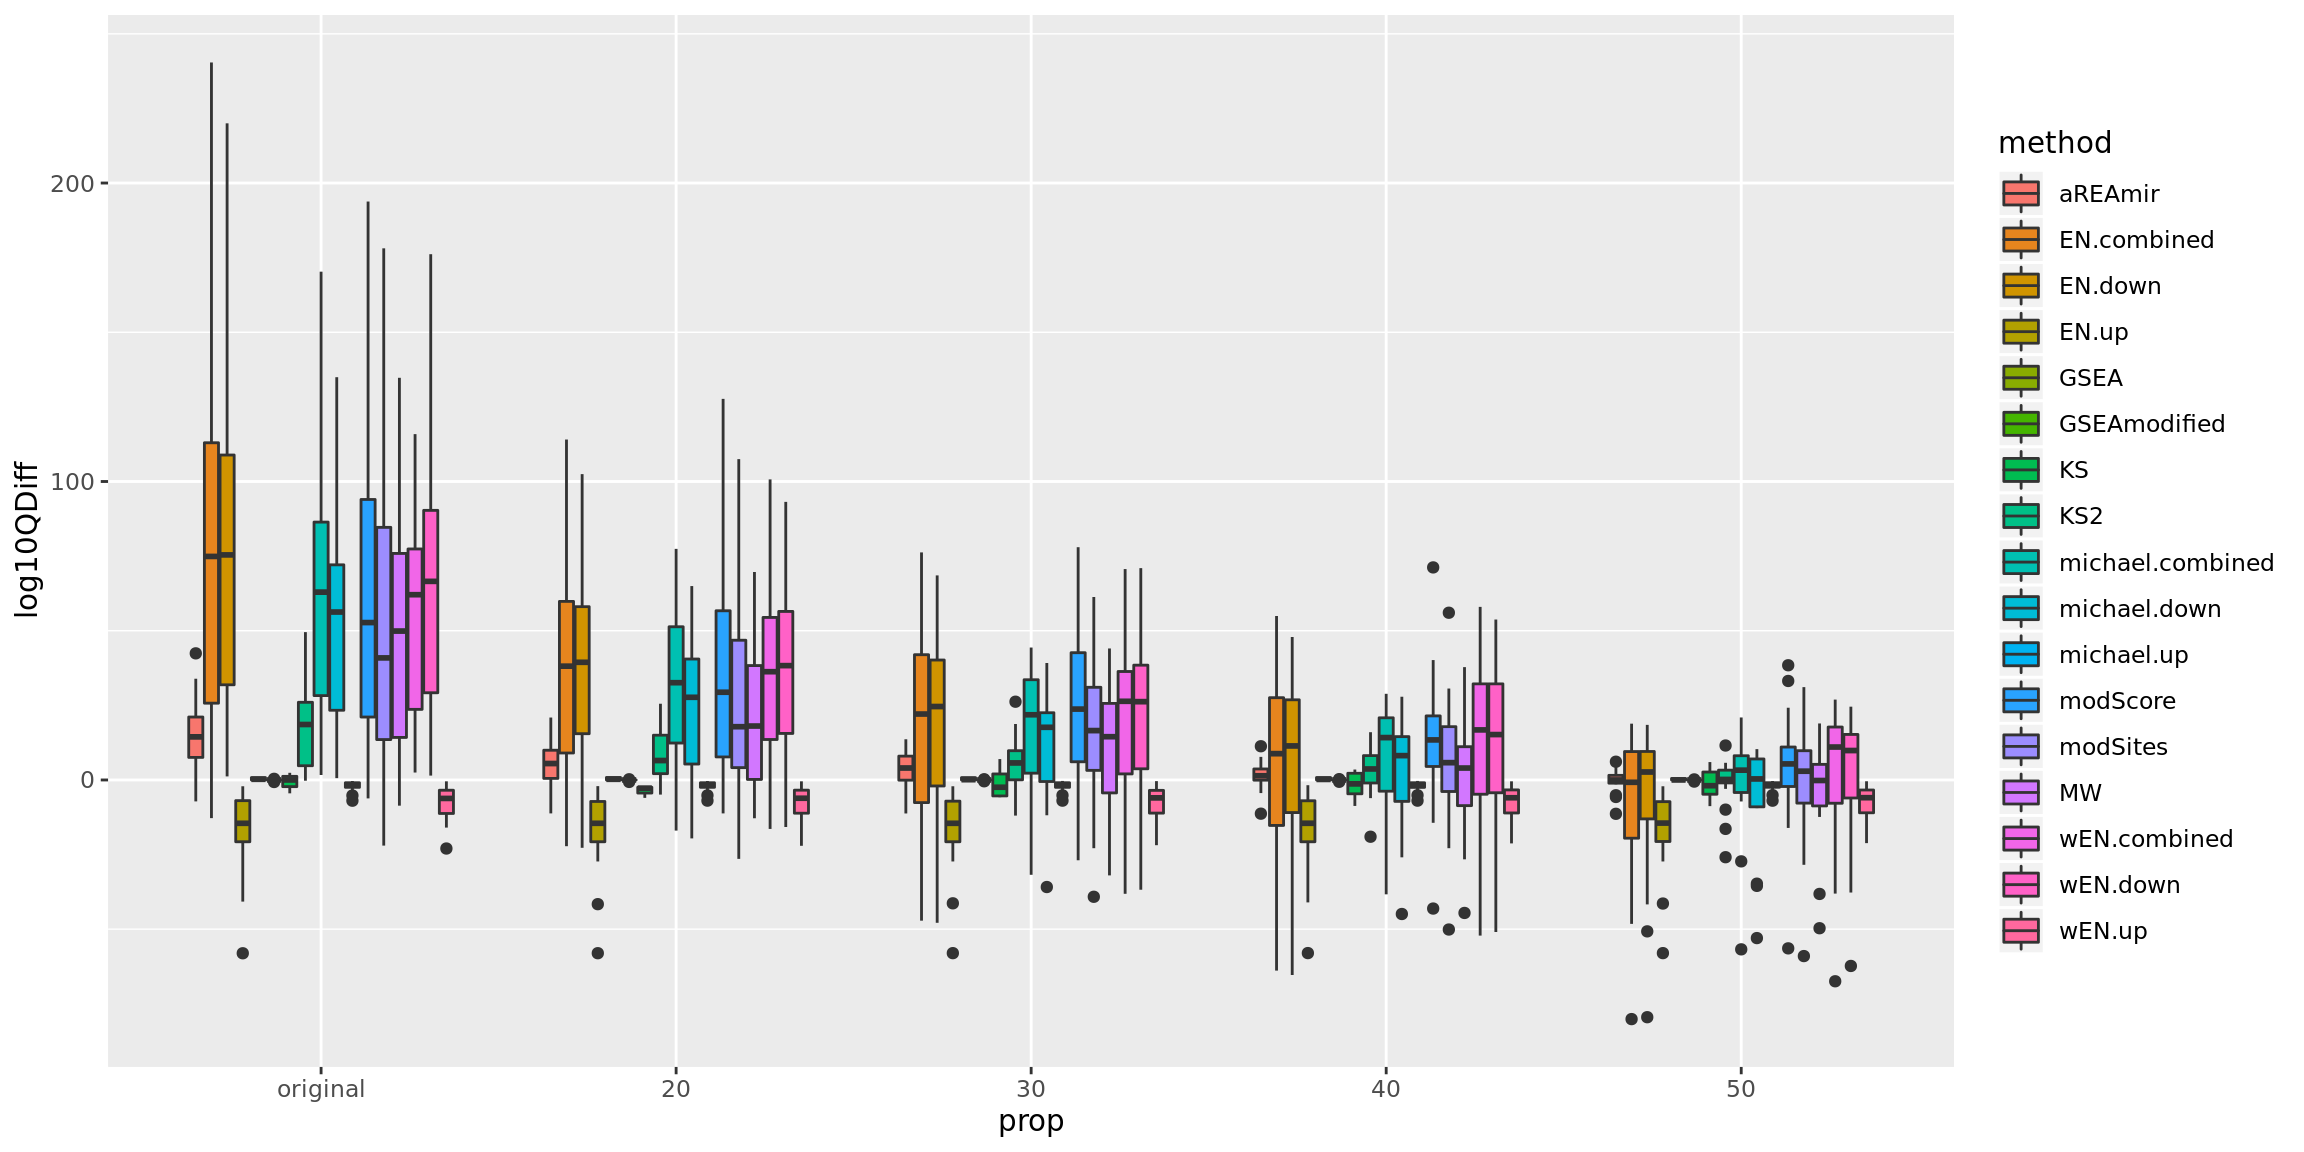 log10QDiff
200
100
0
original
20
30
40
50
prop
method
aREAmir
EN.combined
EN.down
EN.up
GSEA
GSEAmodified
KS
KS2
michael.combined
michael.down
michael.up
modScore
modSites
MW
wEN.combined
wEN.down
wEN.up